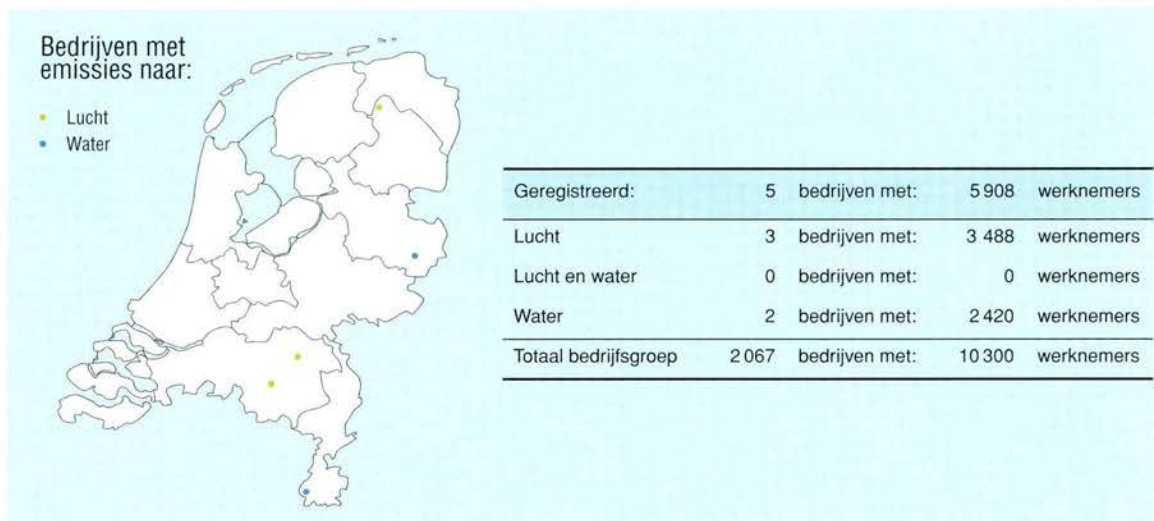 Bedrijven met
emissies naar:
Lucht
Water
Geregistreerd: 5 bedrijven met: 5 908 werknemers
Lucht 3 bedrijven met: 3 488 werknemers
Lucht en water 0 bedrijven met: 0 werknemers
Water 2 bedrijven met: 2 420 werknemers
Totaal bedrijfsgroep 2 067 bedrijven met: 10 300 werknemers